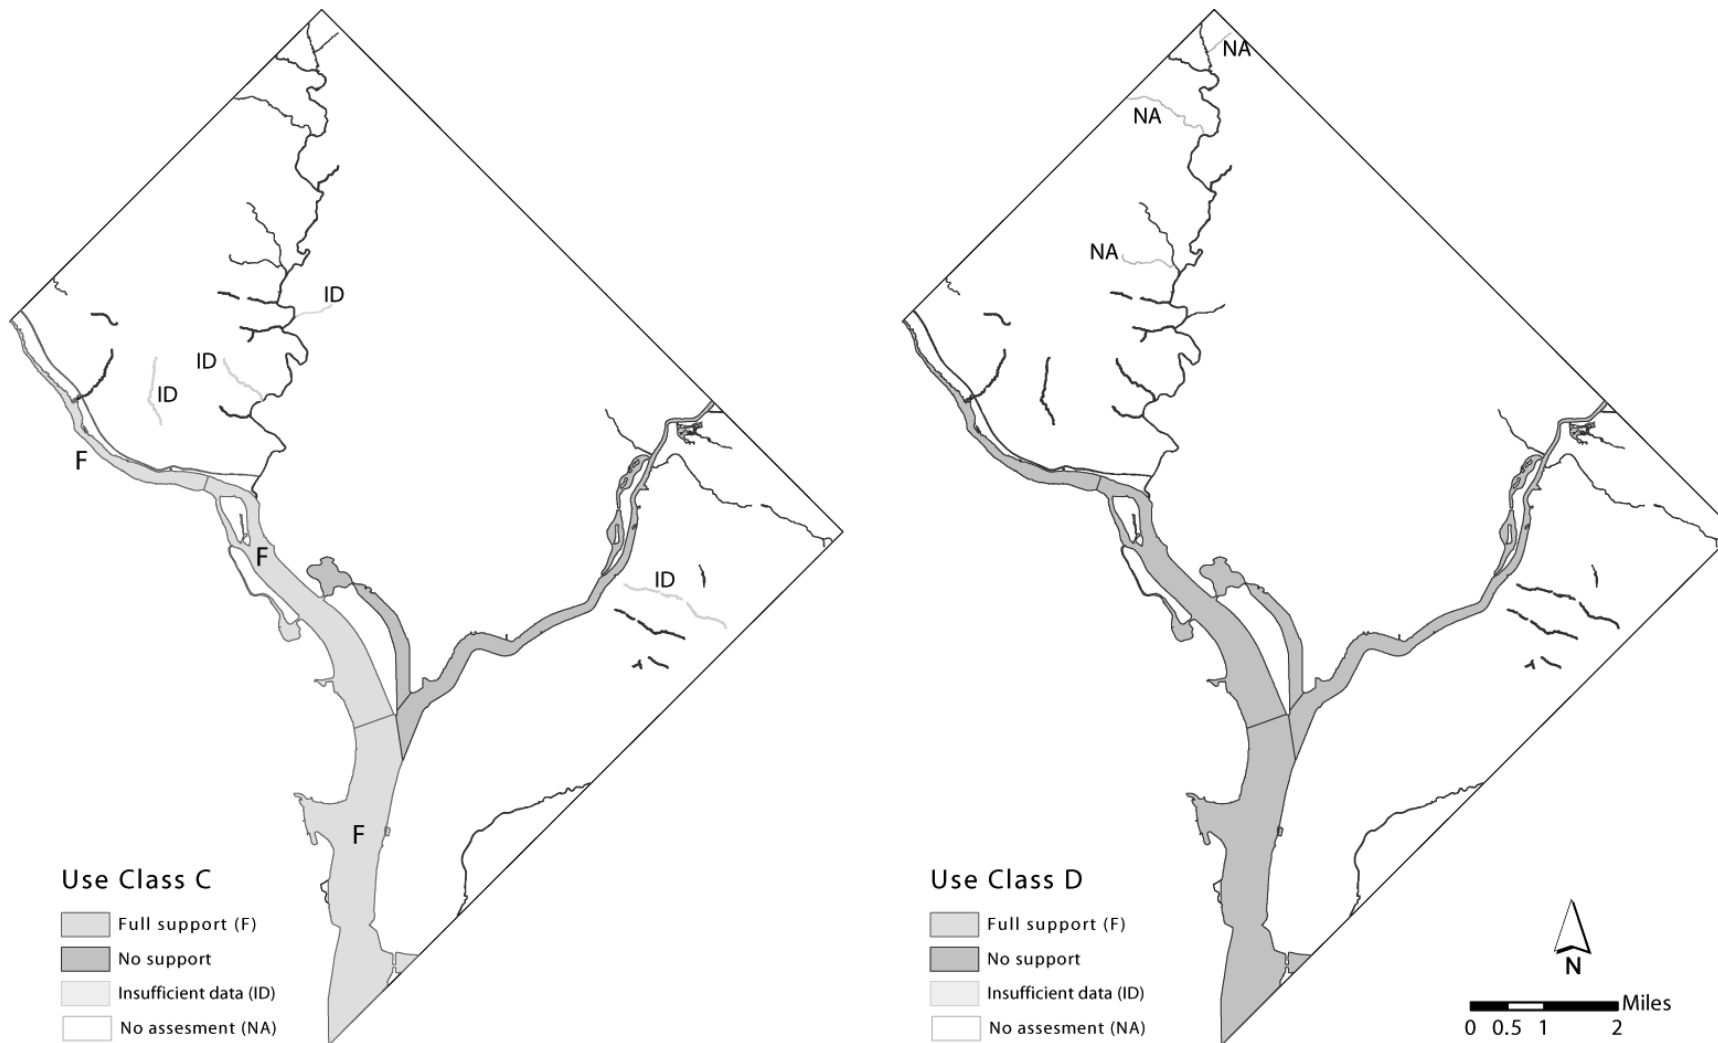 NA
NA
NA
ID
ID
ID
F
F
ID
F
Use Class C
Full support (F)
No support
Insufficient data (ID)
No assesment (NA)
Use Class D
Full support (F)
No support
Insufficient data (ID)
No assesment (NA)
N
Miles
0 0.5 1 2